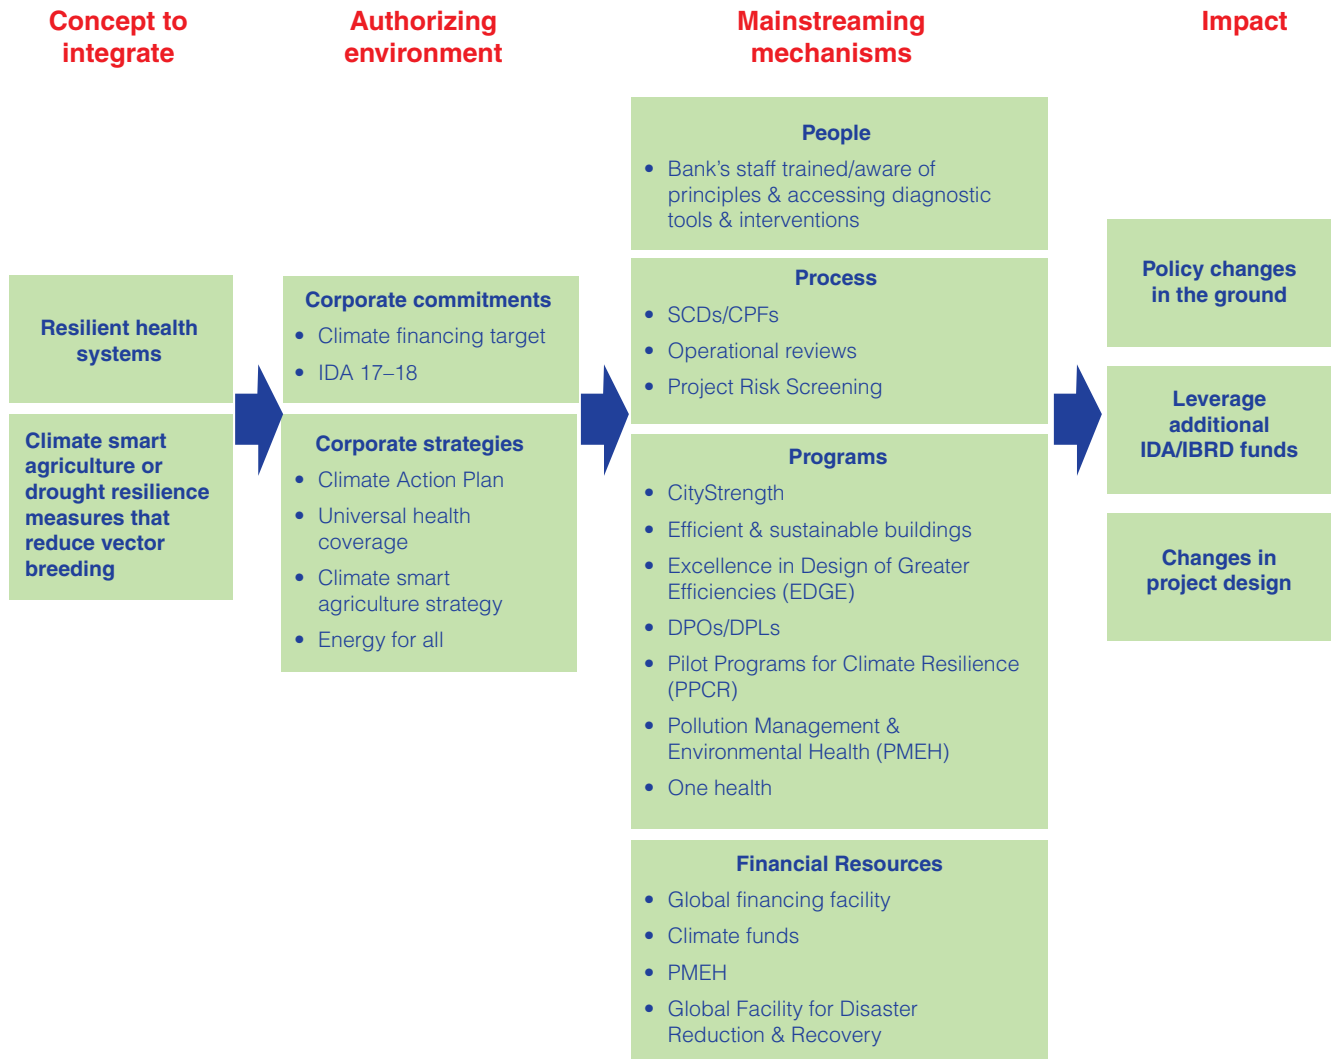 Concept to
integrate
Authorizing
environment
Mainstreaming
mechanisms
Impact
Resilient health
systems
Climate smart
agriculture or
drought resilience
measures that
reduce vector
breeding
Corporate commitments
• Climate financing target
• IDA 17–18
Corporate strategies
• Climate Action Plan
• Universal health
coverage
• Climate smart
agriculture strategy
• Energy for all
People
• Bank's staff trained/aware of
principles & accessing diagnostic
tools & interventions
Process
• SCDs/CPFs
• Operational reviews
• Project Risk Screening
Programs
• CityStrength
• Efficient & sustainable buildings
• Excellence in Design of Greater
Efficiencies (EDGE)
• DPOs/DPLs
• Pilot Programs for Climate Resilience
(PPCR)
• Pollution Management &
Environmental Health (PMEH)
• One health
Financial Resources
• Global financing facility
• Climate funds
• PMEH
• Global Facility for Disaster
Reduction & Recovery
Policy changes
in the ground
Leverage
additional
IDA/IBRD funds
Changes in
project design